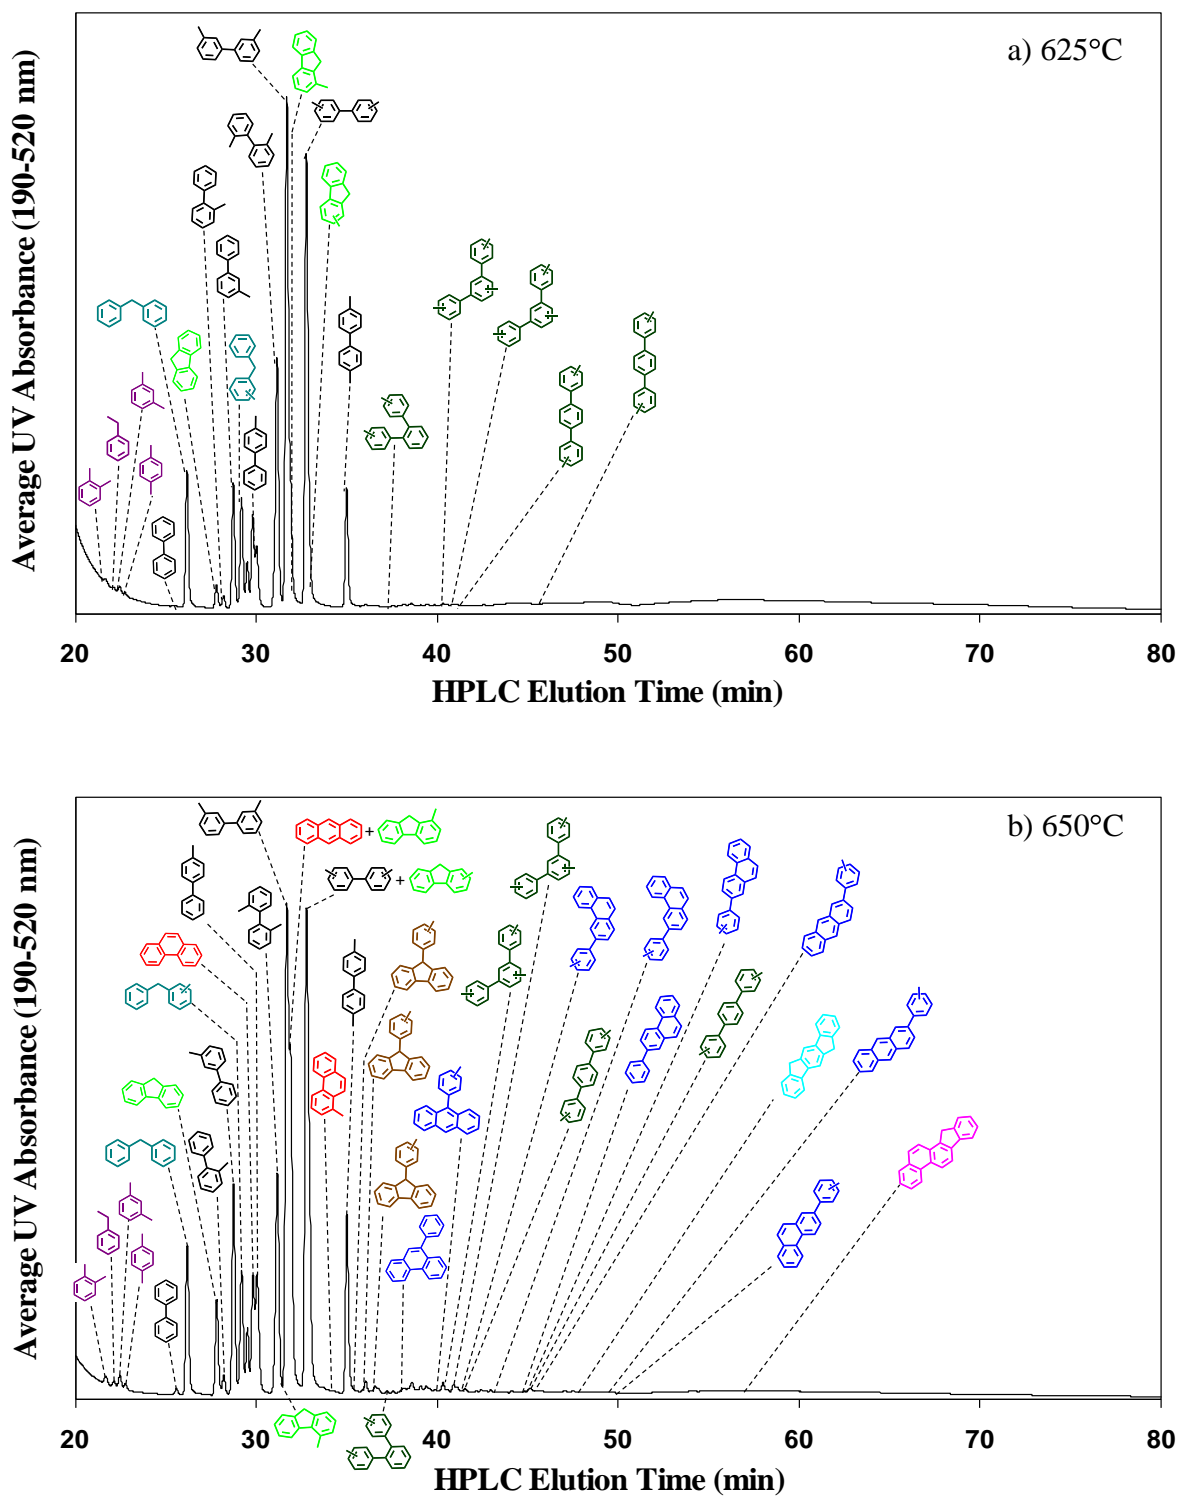 a) 625°C
Average UV Absorbance (190-520 nm)
20 30 40 50 60 70 80
HPLC Elution Time (min)
b) 650°C
+
+
Average UV Absorbance (190-520 nm)
20 30 40 50 60 70 80
HPLC Elution Time (min)